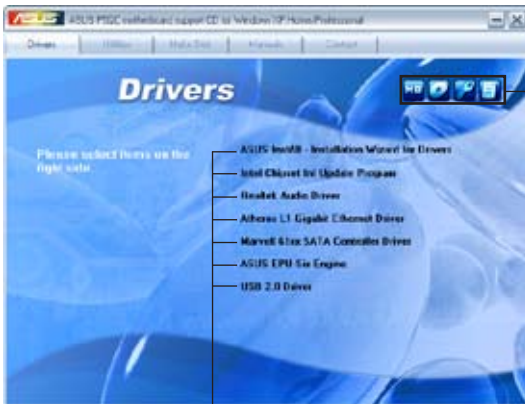 ASUS P5QC motherboard support CD for Windows XP Home/Professional
Drivers
Utilities
Make Disk
Manuals
Contact
Drivers
Please select items on the
right side.
ASUS InstAll - Installation Wizard for Drivers
Intel Chipset Inf Update Program
Realtek Audio Driver
Atheros L1 Gigabit Ethernet Driver
Marvell 61xx SATA Controller Driver
ASUS EPU-Six Engine
USB 2.0 Driver